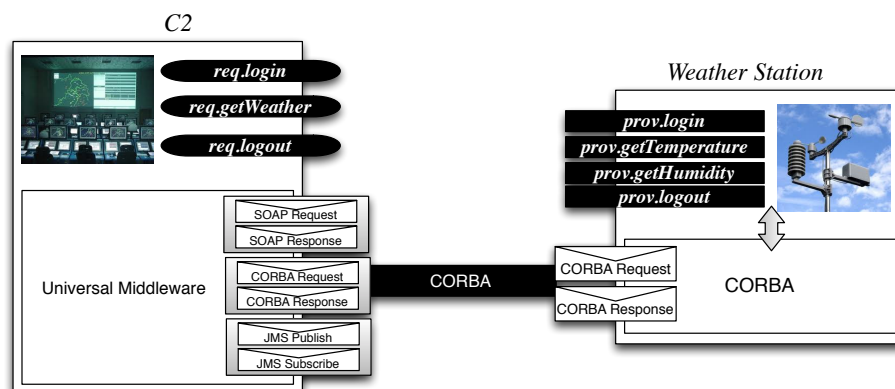 C2
req.login
req.getWeather
req.logout
SOAP Request
SOAP Response
Universal Middleware
CORBA Request
CORBA Response
JMS Publish
JMS Subscribe
CORBA
Weather Station
prov.login
prov.getTemperature
prov.getHumidity
prov.logout
CORBA Request
CORBA Response
CORBA